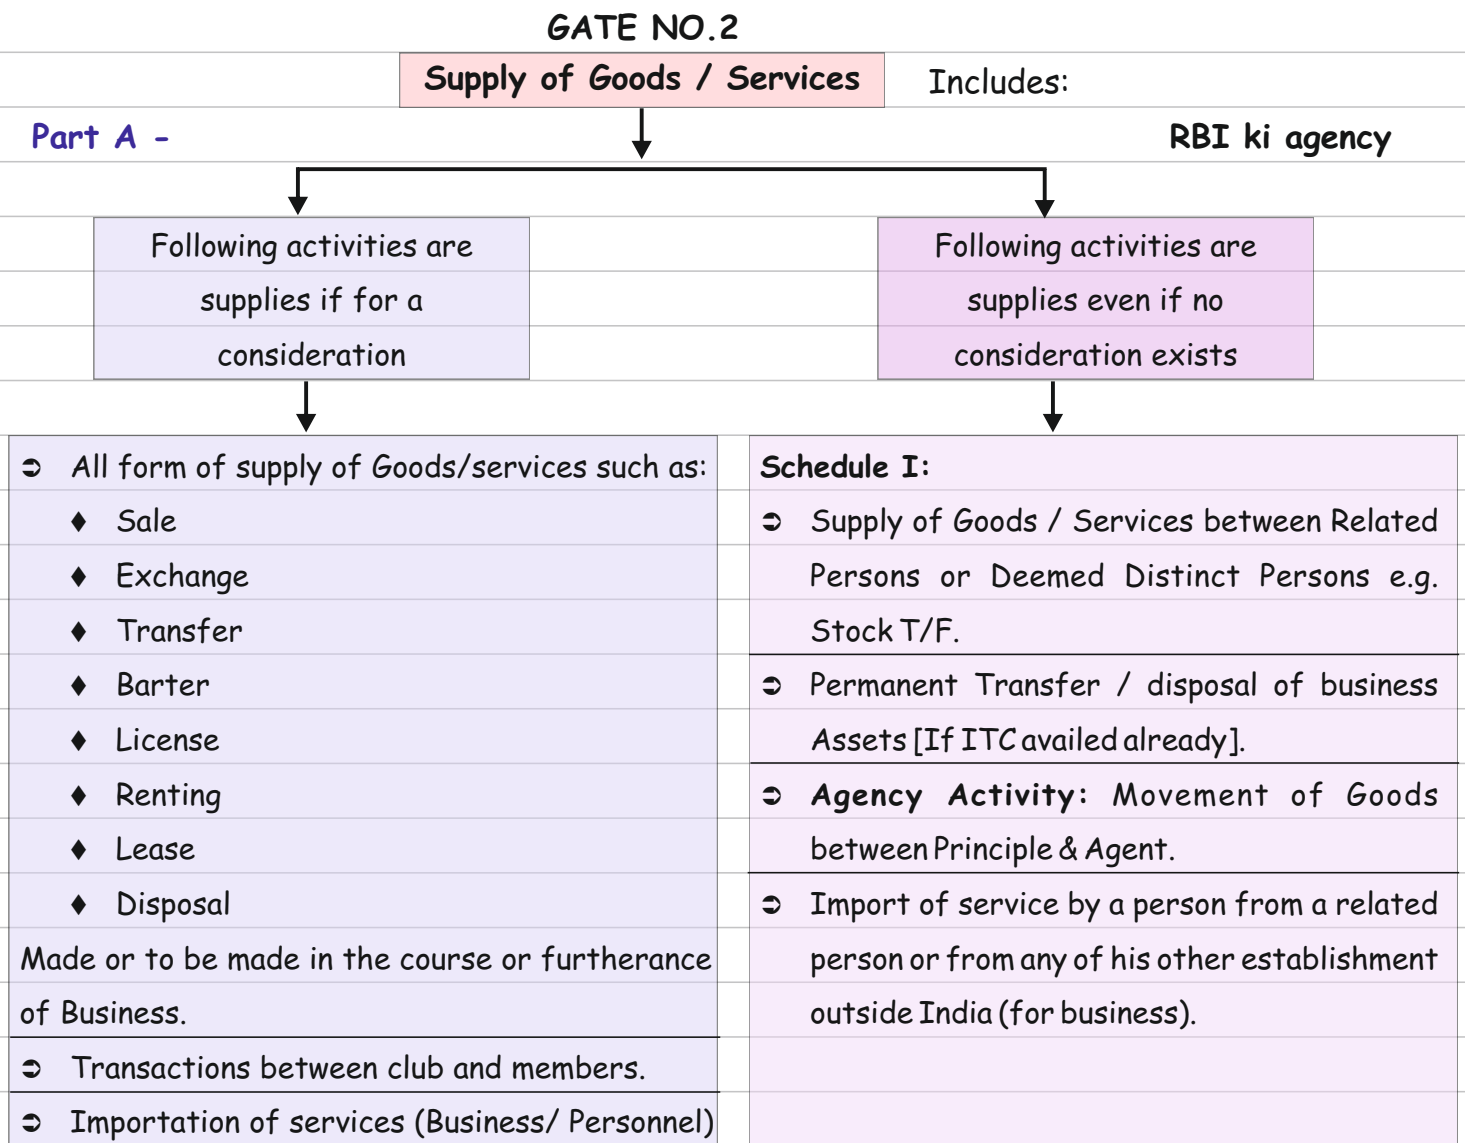 GATE NO.2
Supply of Goods / Services Includes:
Part A - RBI ki agency
Following activities are
supplies if for a
consideration
Following activities are
supplies even if no
consideration exists
➲ All form of supply of Goods/services such as:
♦ Sale
♦ Exchange
♦ Transfer
♦ Barter
♦ License
♦ Renting
♦ Lease
♦ Disposal
Made or to be made in the course or furtherance
of Business.
➲ Transactions between club and members.
➲ Importation of services (Business/ Personnel)
Schedule I:
➲ Supply of Goods / Services between Related
Persons or Deemed Distinct Persons e.g.
Stock T/F.
➲ Permanent Transfer / disposal of business
Assets [If ITC availed already].
➲ Agency Activity: Movement of Goods
between Principle & Agent.
➲ Import of service by a person from a related
person or from any of his other establishment
outside India (for business).